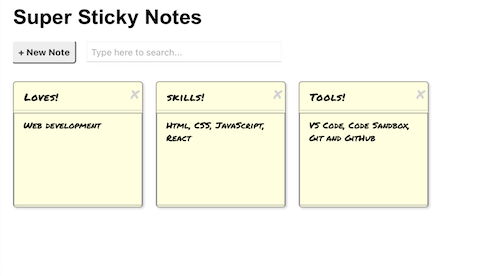 Super Sticky Notes
+ New Note
Type here to search...
Loves!
Web development
skills!
Html, CSS, JavaScript,
React
Tools!
VS Code, Code Sandbox,
Git and GitHub